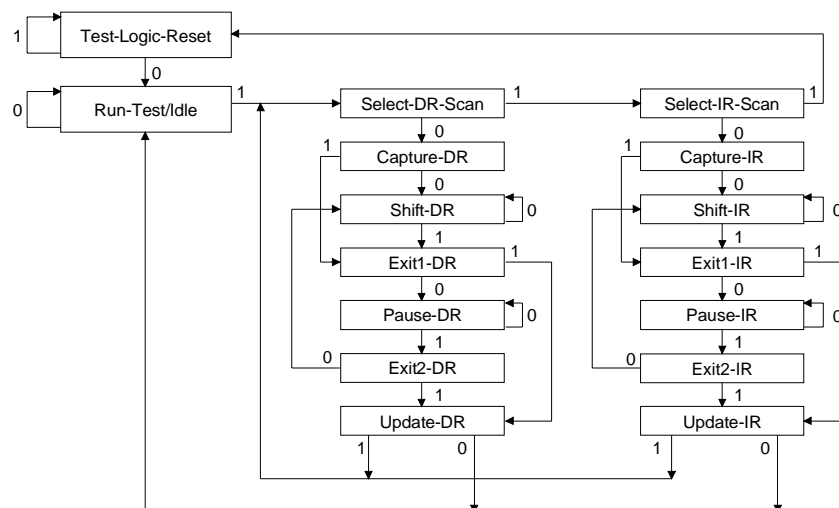 Test-Logic-Reset
1
0
Run-Test/Idle
0
1
Select-DR-Scan
1
Select-IR-Scan
1
0
0
1
Capture-DR
1
Capture-IR
0
0
Shift-DR
0
Shift-IR
0
1
1
Exit1-DR
1
Exit1-IR
1
0
0
Pause-DR
0
Pause-IR
0
1
1
0
Exit2-DR
0
Exit2-IR
1
1
Update-DR
Update-IR
1
0
1
0